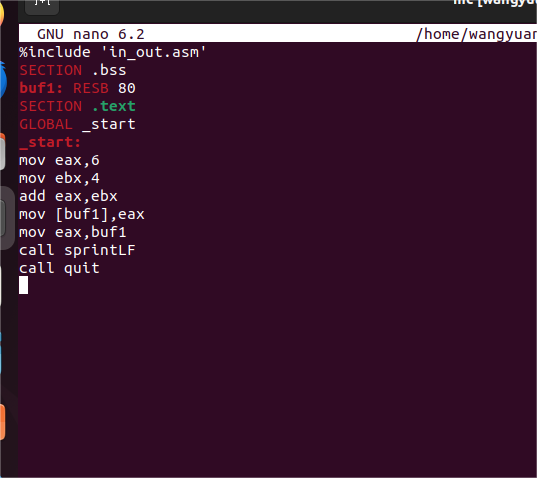 GNU nano 6.2 /home/wangyuan
%include 'in_out.asm'
SECTION .bss
buf1: RESB 80
SECTION .text
GLOBAL _start
_start:
mov eax,6
mov ebx,4
add eax,ebx
mov [buf1],eax
mov eax,buf1
call sprintLF
call quit